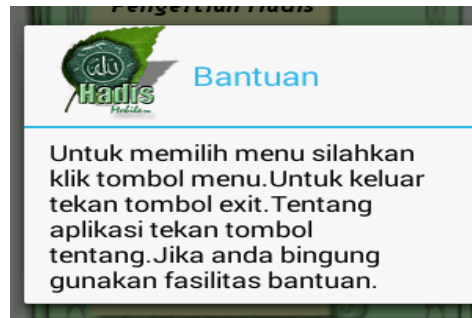 Pengertian Hadis
Hadis
Mobile
Bantuan
Untuk memilih menu silahkan
klik tombol menu.Untuk keluar
tekan tombol exit.Tentang
aplikasi tekan tombol
tentang.Jika anda bingung
gunakan fasilitas bantuan.